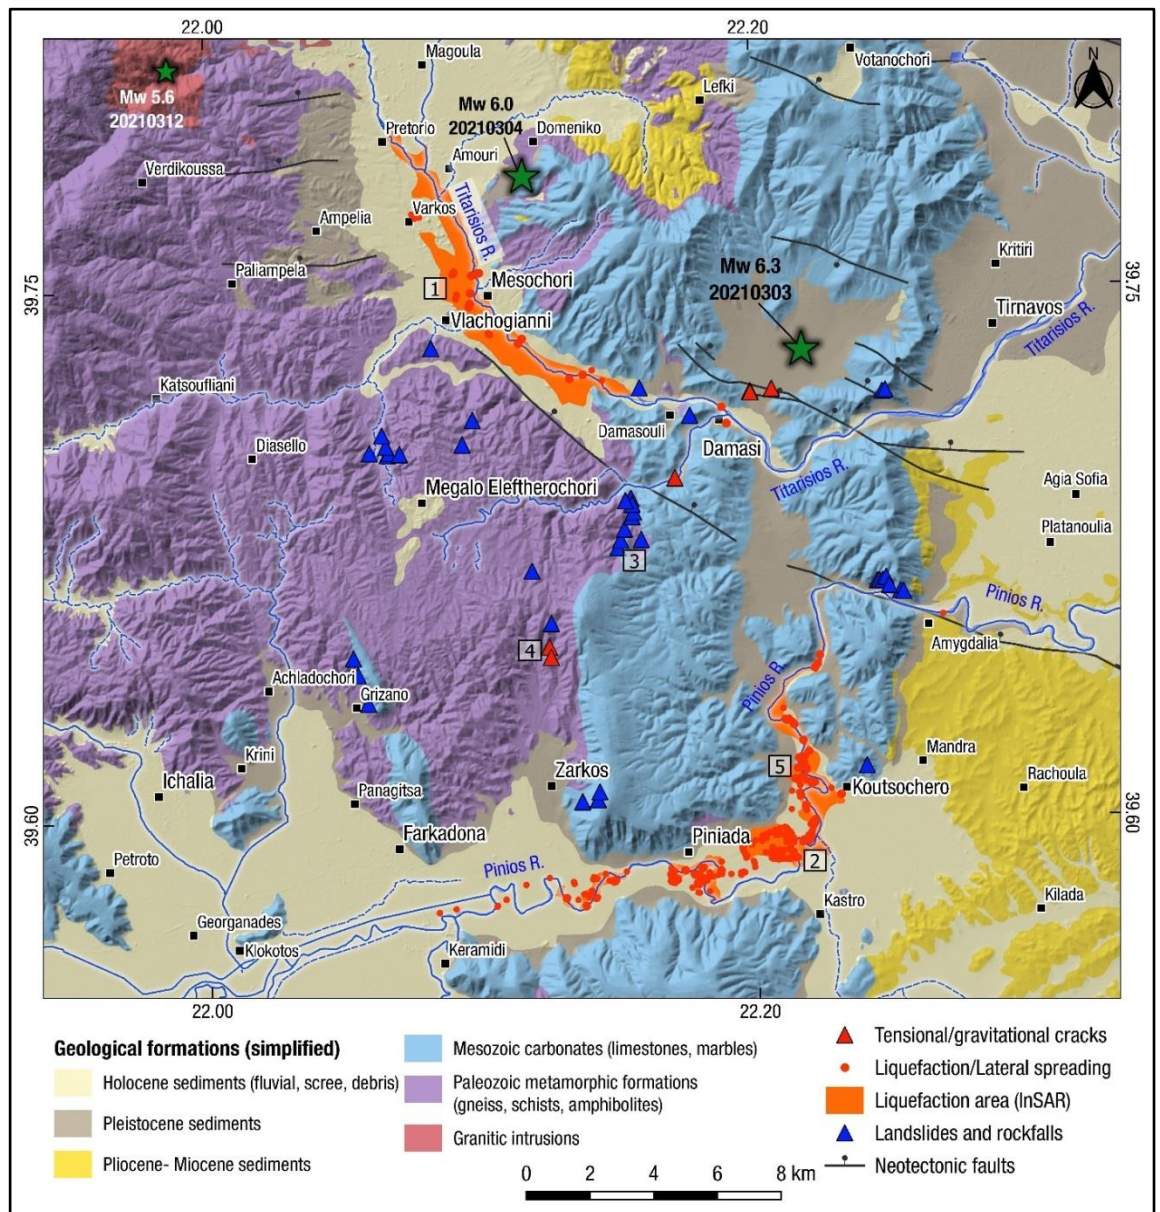 22.00
22.20
Magoula
Votanochori
N
Mw 5.6
20210312
Mw 6.0
20210304
Lefki
Domeniko
Pretorio
Amouri
Verdikoussa
Titarisios R.
Varkos
Ampelia
Kritiri
Paliampela
Mw 6.3
20210303
39.75
39.75
1
Mesochori
Tirnavos
Vlachogianni
Titarisios R.
Katsoufliani
Damasouli
Damasi
Diasello
Titarisios R.
Megalo Eleftherochori
Agia Sofia
Platanoulia
3
Pinios R.
Amygdalia
4
Pinios R.
Achladochori
Grizano
Krini
Mandra
5
Zarkos
Ichalia
Koutsochero
Rachoula
Panagitsa
39.60
39.60
Farkadona
Piniada
2
Petroto
Pinios R.
Kastro
Kilada
Georganades
Klokotos
Keramidi
22.00
22.20
Geological formations (simplified)
Holocene sediments (fluvial, scree, debris)
Pleistocene sediments
Pliocene- Miocene sediments
Mesozoic carbonates (limestones, marbles)
Paleozoic metamorphic formations
(gneiss, schists, amphibolites)
Granitic intrusions
Tensional/gravitational cracks
Liquefaction/Lateral spreading
Liquefaction area (InSAR)
Landslides and rockfalls
Neotectonic faults
0 2 4 6 8 km